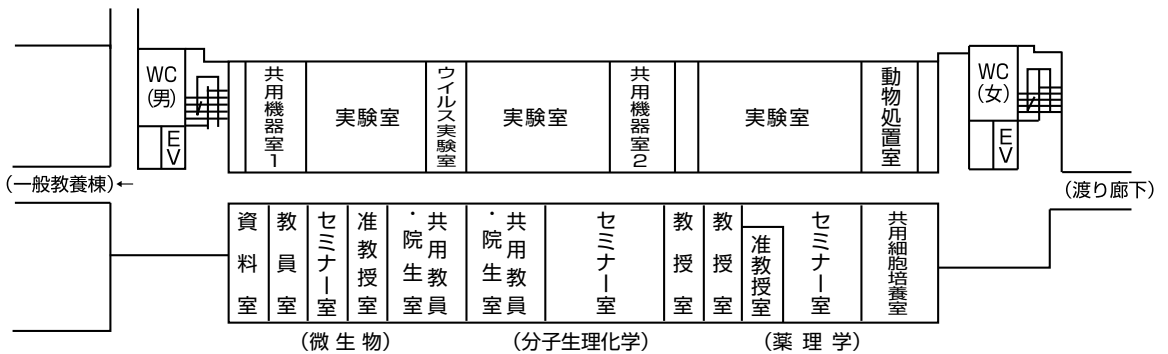 WC
(男)
EV
共用機器室1
実験室
ウイルス実験室
実験室
共用機器室2
実験室
動物処置室
WC
(女)
EV
(一般教養棟)←
(渡り廊下)
資料室
教員室
セミナー室
准教授室
共用教員
・院生室
共用教員
・院生室
セミナー室
教授室
教授室
准教授室
セミナー室
共用細胞培養室
(微生物)
(分子生理化学)
(薬理学)